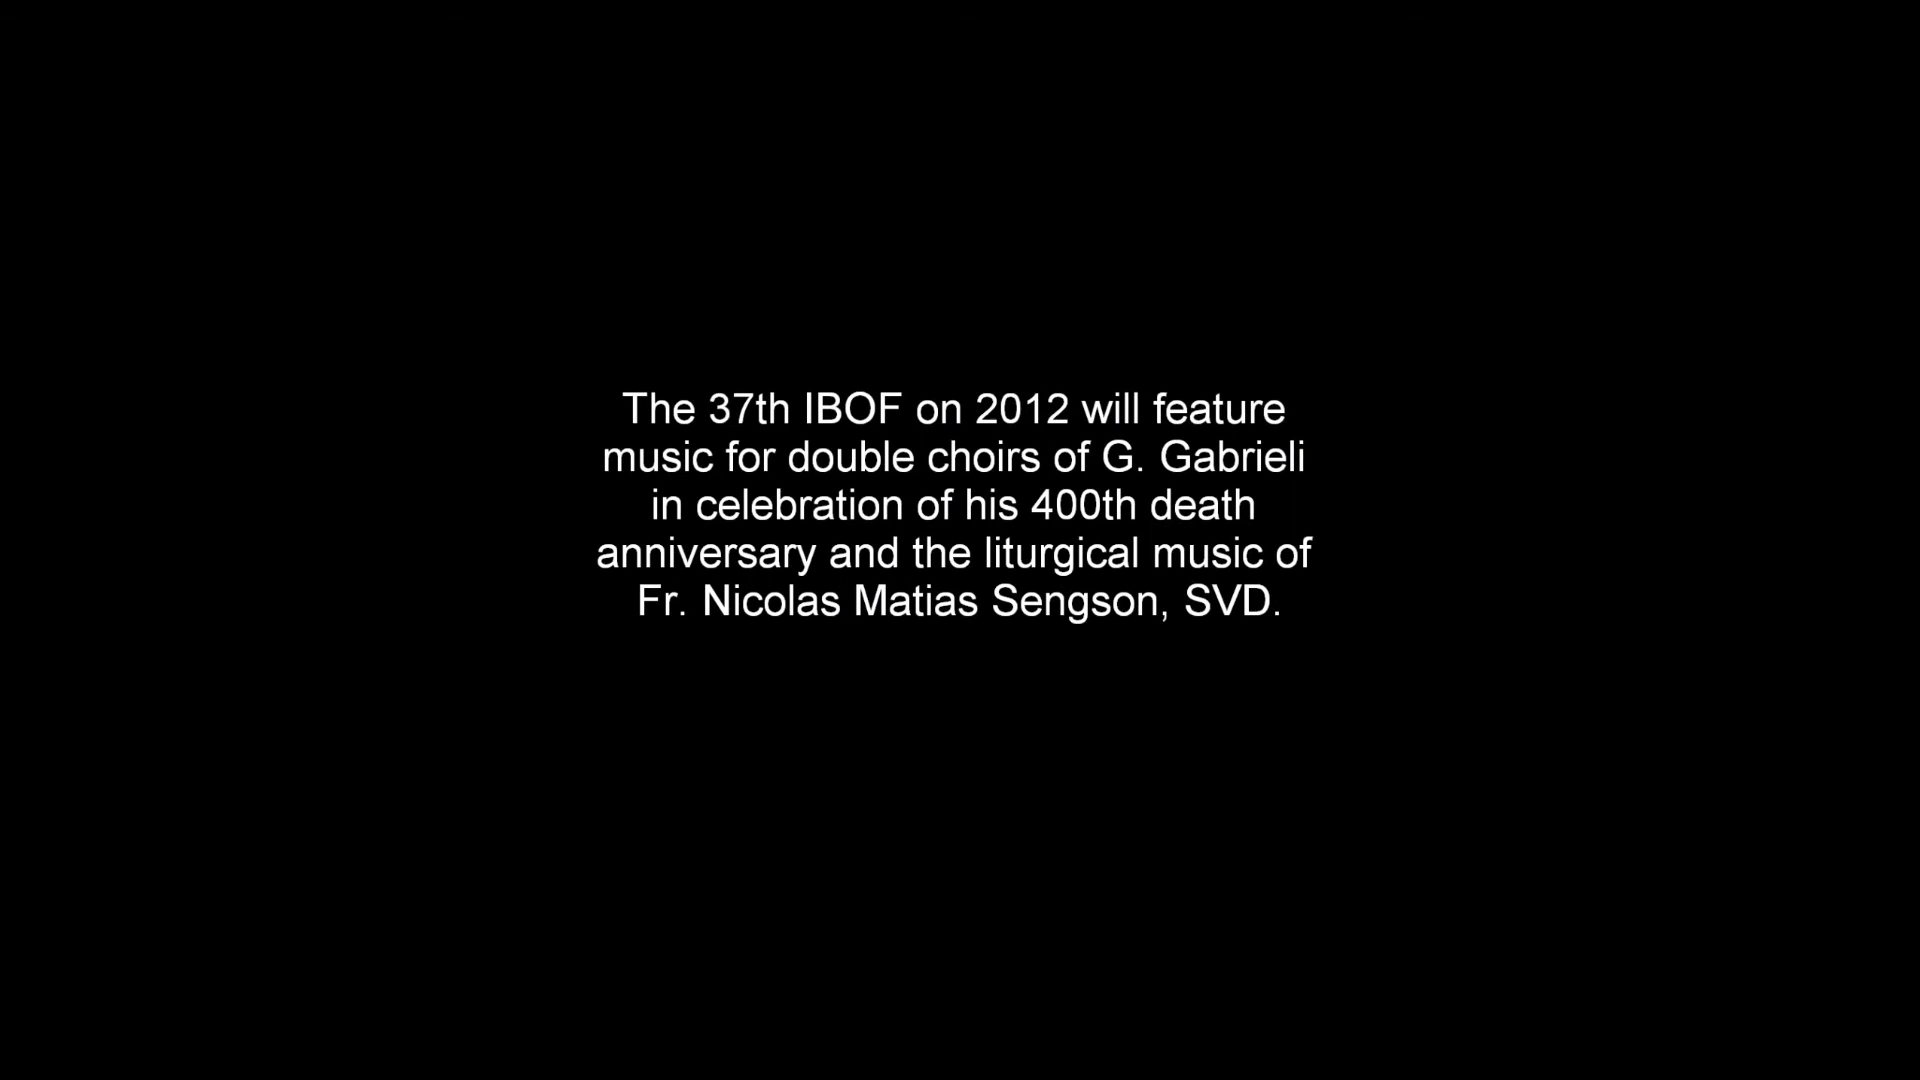 The 37th IBOF on 2012 will feature
music for double choirs of G. Gabrieli
in celebration of his 400th death
anniversary and the liturgical music of
Fr. Nicolas Matias Sengson, SVD.